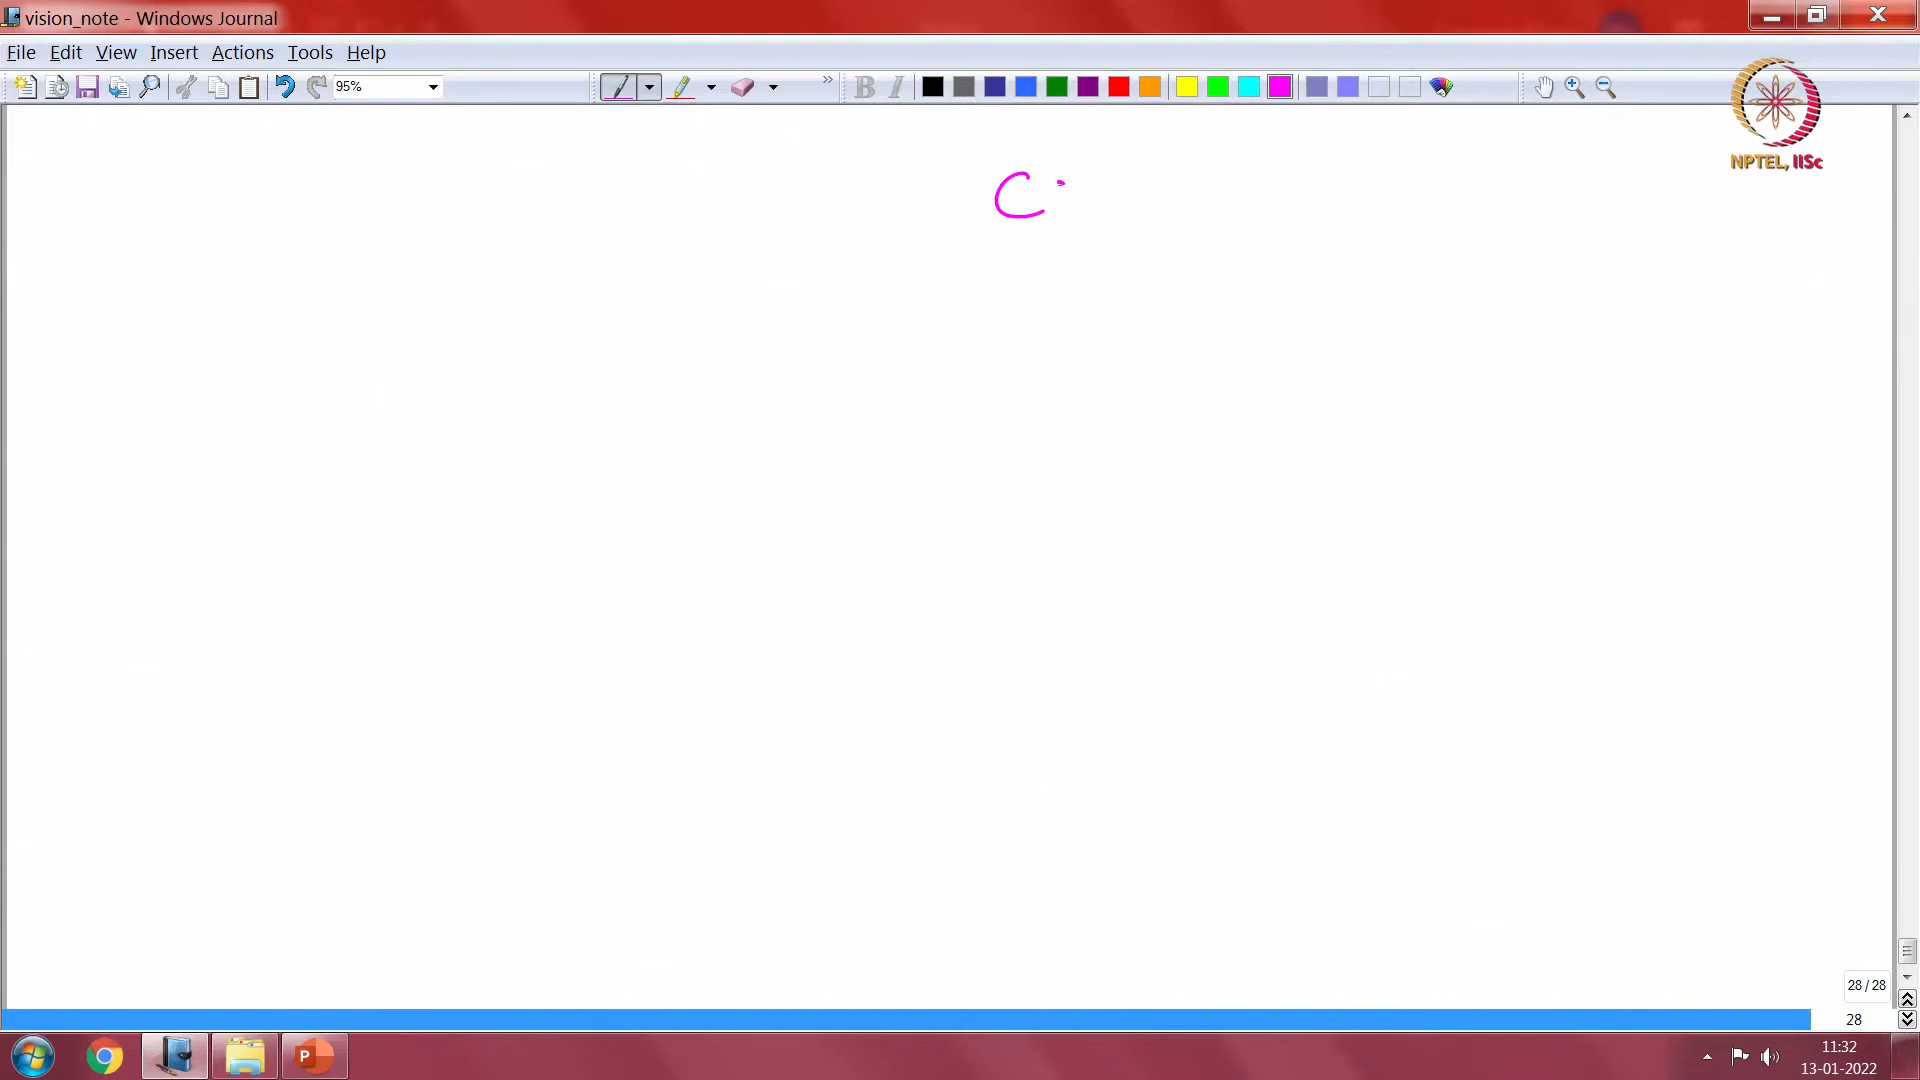 vision_note - Windows Journal
File Edit View Insert Actions Tools Help
95%
B I
NPTEL, IISc
C
28 / 28
28
P
11:32
13-01-2022